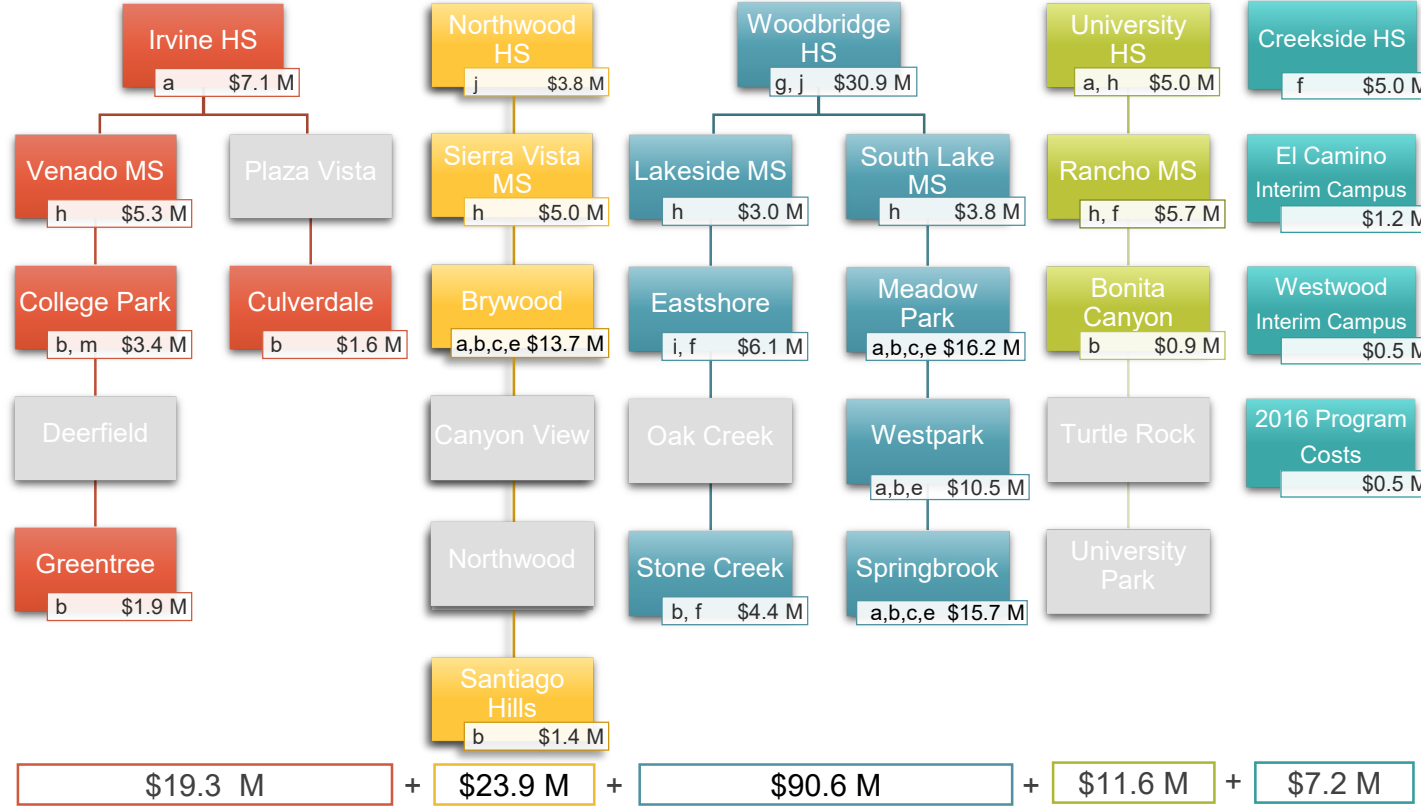 Irvine HS
a $7.1 M
Northwood
HS
j $3.8 M
Woodbridge
HS
g, j $30.9 M
University
HS
a, h $5.0 M
Creekside HS
f $5.0 M
Venado MS
h $5.3 M
Plaza Vista
Sierra Vista
MS
h $5.0 M
Lakeside MS
h $3.0 M
South Lake
MS
h $3.8 M
Rancho MS
h, f $5.7 M
El Camino
Interim Campus
$1.2 M
College Park
b, m $3.4 M
Culverdale
b $1.6 M
Brywood
a,b,c,e $13.7 M
Eastshore
i, f $6.1 M
Meadow
Park
a,b,c,e $16.2 M
Bonita
Canyon
b $0.9 M
Westwood
Interim Campus
$0.5 M
Deerfield
Canyon View
Oak Creek
Westpark
a,b,e $10.5 M
Turtle Rock
2016 Program
Costs
$0.5 M
Greentree
b $1.9 M
Northwood
Stone Creek
b, f $4.4 M
Springbrook
a,b,c,e $15.7 M
University
Park
Santiago
Hills
b $1.4 M
$19.3 M + $23.9 M + $90.6 M + $11.6 M + $7.2 M